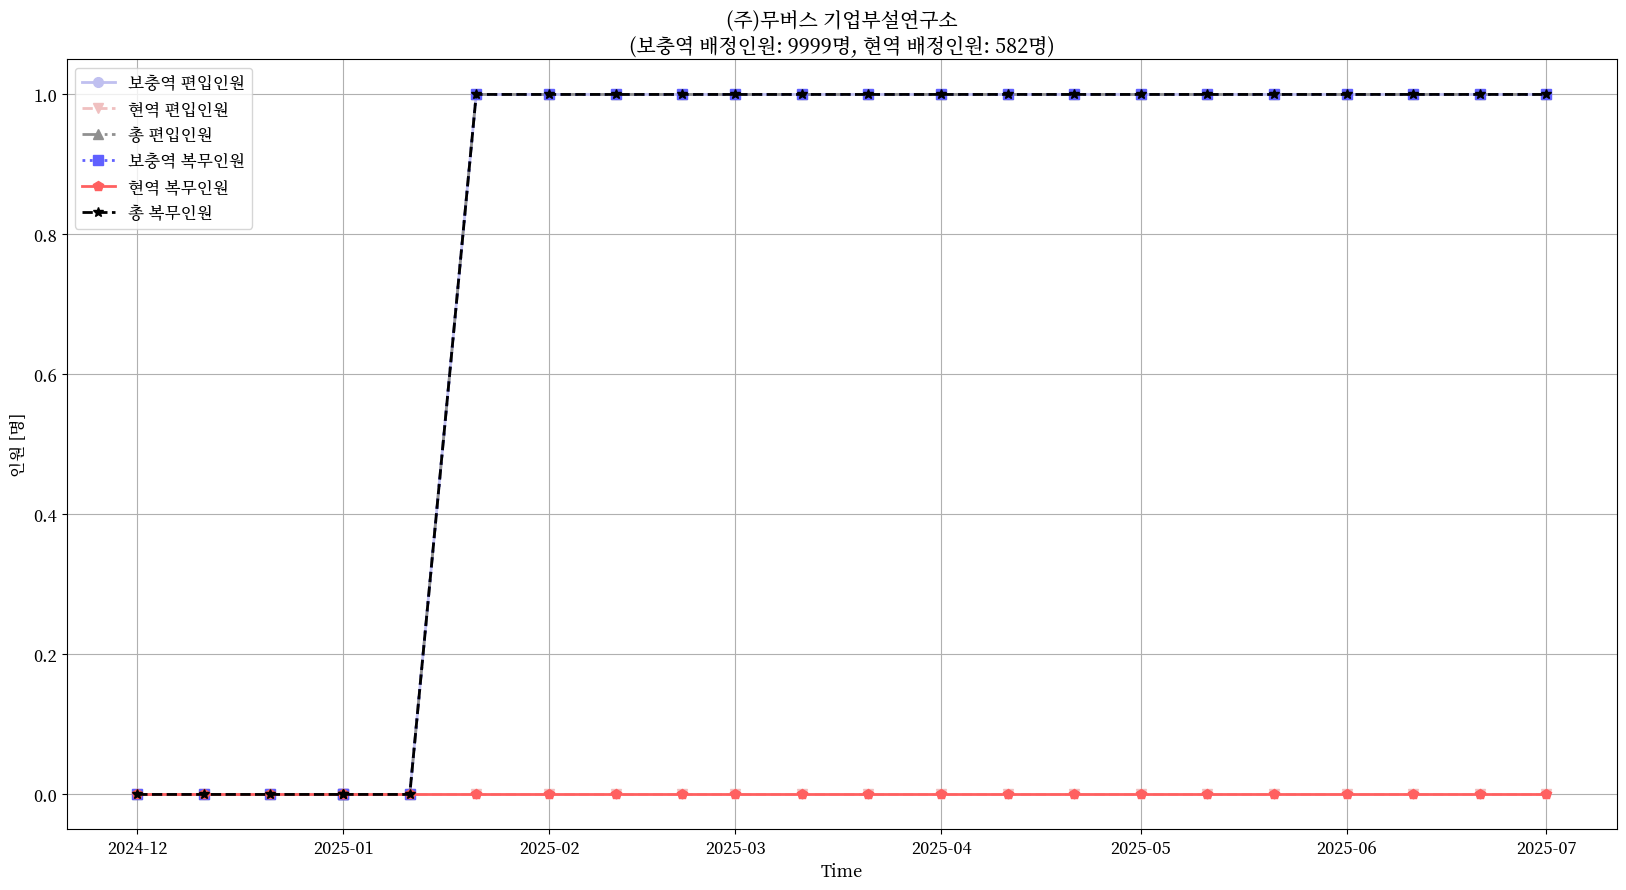 (주)무버스 기업부설연구소
(보충역 배정인원: 9999명, 현역 배정인원: 582명)
보충역 편입인원
현역 편입인원
총 편입인원
보충역 복무인원
현역 복무인원
총 복무인원
1.0
0.8
0.6
0.4
0.2
0.0
인원 [명]
2024-12 2025-01 2025-02 2025-03 2025-04 2025-05 2025-06 2025-07
Time